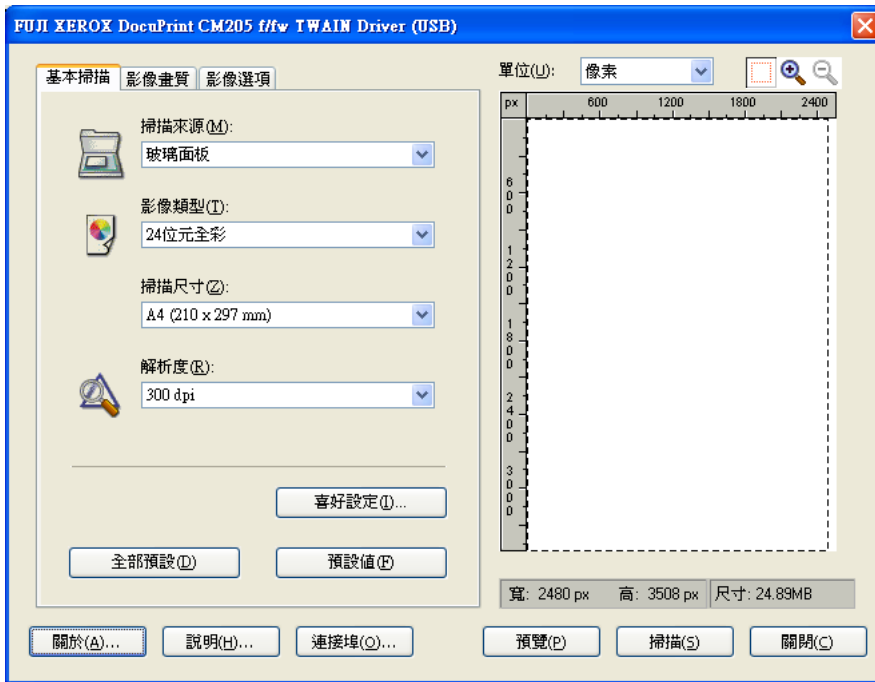 FUJI XEROX DocuPrint CM205 f/fw TWAIN Driver (USB)
基本掃描 影像畫質 影像選項
掃描來源(M):
玻璃面板
影像類型(T):
24位元全彩
掃描尺寸(Z):
A4 (210 x 297 mm)
解析度(R):
300 dpi
喜好設定(I)...
全部預設(D) 預設值(F)
單位(U): 像素
px 600 1200 1800 2400
600
1200
1800
2400
3000
寬: 2480 px 高: 3508 px 尺寸: 24.89MB
關於(A)... 說明(H)... 連接埠(O)... 預覽(P) 掃描(S) 關閉(C)